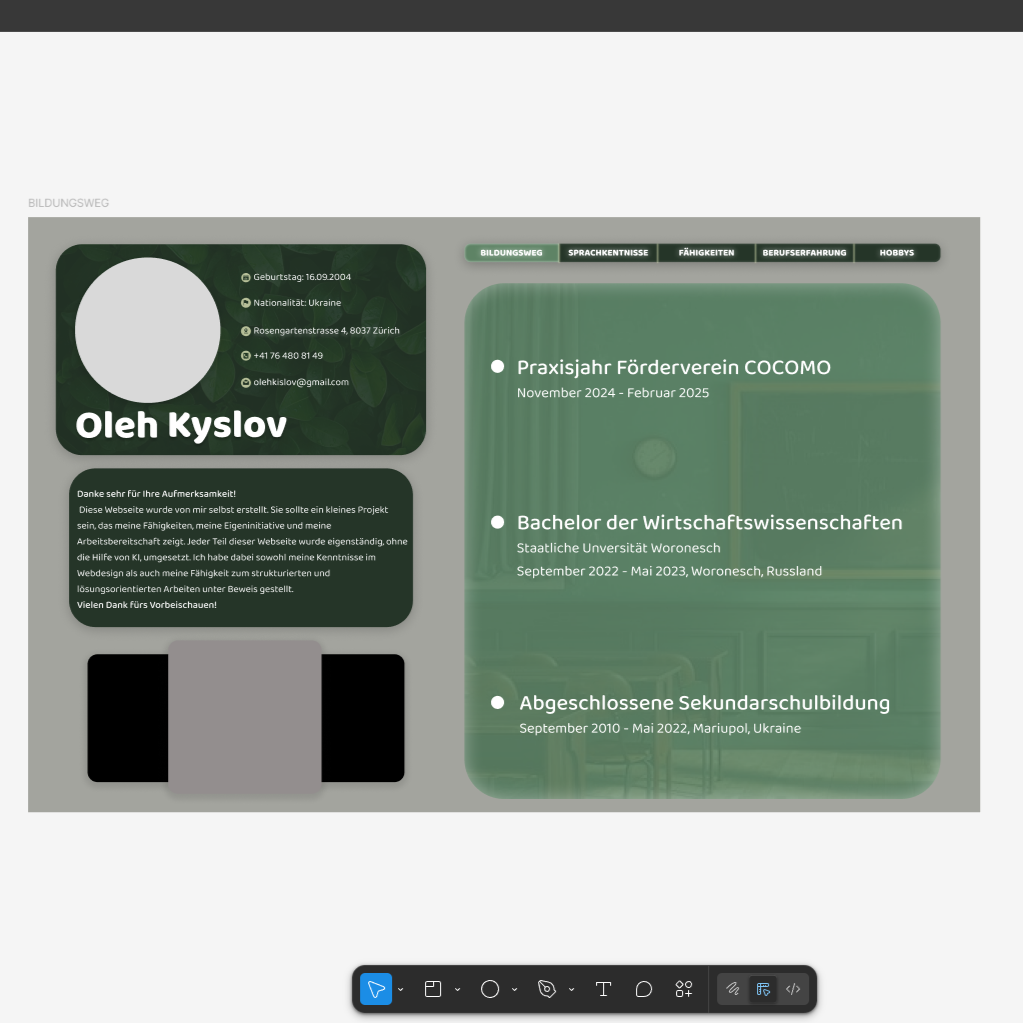 BILDUNGSWEG
Geburtstag: 16.09.2004
Nationalität: Ukraine
Rosengartenstrasse 4, 8037 Zürich
+41 76 480 81 49
olehkislov@gmail.com
Oleh Kyslov
Danke sehr für Ihre Aufmerksamkeit!
Diese Webseite wurde von mir selbst erstellt. Sie sollte ein kleines Projekt
sein, das meine Fähigkeiten, meine Eigeninitiative und meine
Arbeitsbereitschaft zeigt. Jeder Teil dieser Webseite wurde eigenständig, ohne
die Hilfe von KI, umgesetzt. Ich habe dabei sowohl meine Kenntnisse im
Webdesign als auch meine Fähigkeit zum strukturierten und
lösungsorientierten Arbeiten unter Beweis gestellt.
Vielen Dank fürs Vorbeischauen!
BILDUNGSWEG SPRACHKENTNISSE FÄHIGKEITEN BERUFSERFAHRUNG HOBBYS
Praxisjahr Förderverein COCOMO
November 2024 - Februar 2025
Bachelor der Wirtschaftswissenschaften
Staatliche Unversität Woronesch
September 2022 - Mai 2023, Woronesch, Russland
Abgeschlossene Sekundarschulbildung
September 2010 - Mai 2022, Mariupol, Ukraine